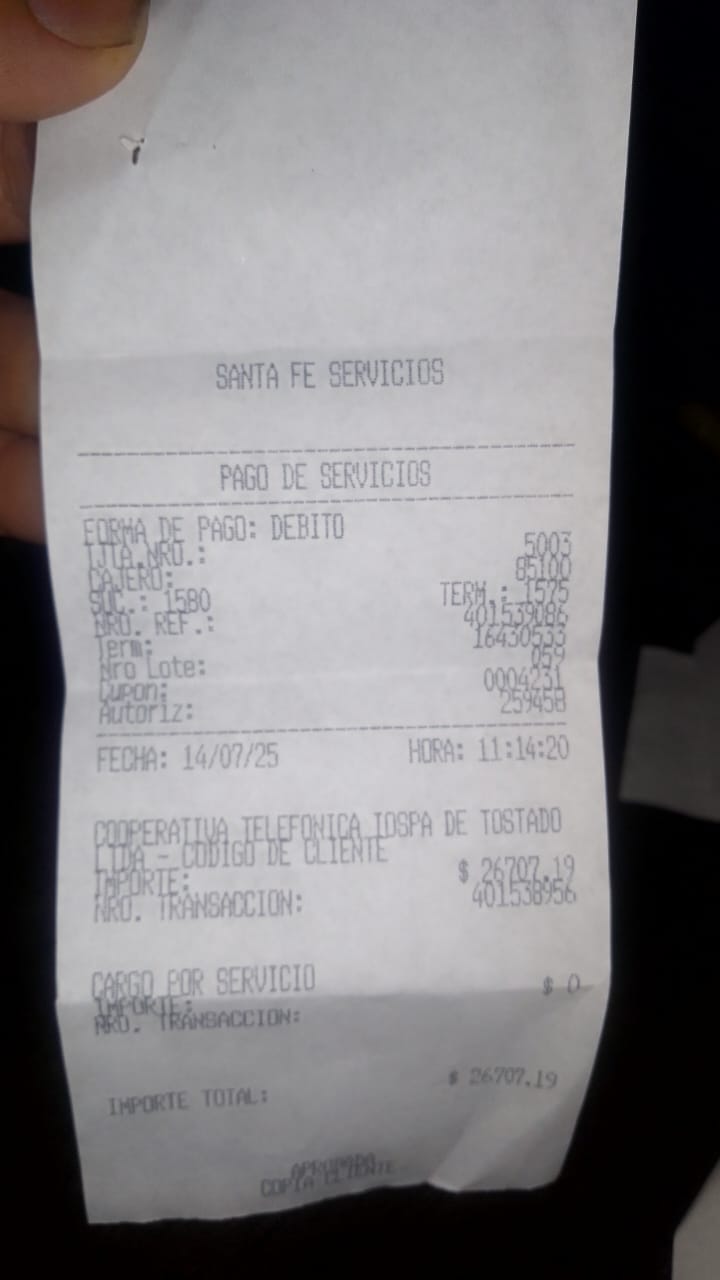 SANTA FE SERVICIOS
PAGO DE SERVICIOS
FORMA DE PAGO: DEBITO
TJTA.NRO.: 5003
CAJERO: 85100
SUC.: 1580 TERM.: 1575
NRO. REF.: 401539086
Term: 16430533
Nro Lote: 059
Cupon: 0004231
Autoriz: 259458
FECHA: 14/07/25 HORA: 11:14:20
COOPERATIVA TELEFONICA IOSPA DE TOSTADO
LTDA - CODIGO DE CLIENTE
IMPORTE: $ 26707.19
NRO. TRANSACCION: 401538956
CARGO POR SERVICIO
IMPORTE: $ 0
NRO. TRANSACCION:
IMPORTE TOTAL: $ 26707.19
APROBADA
COPIA CLIENTE